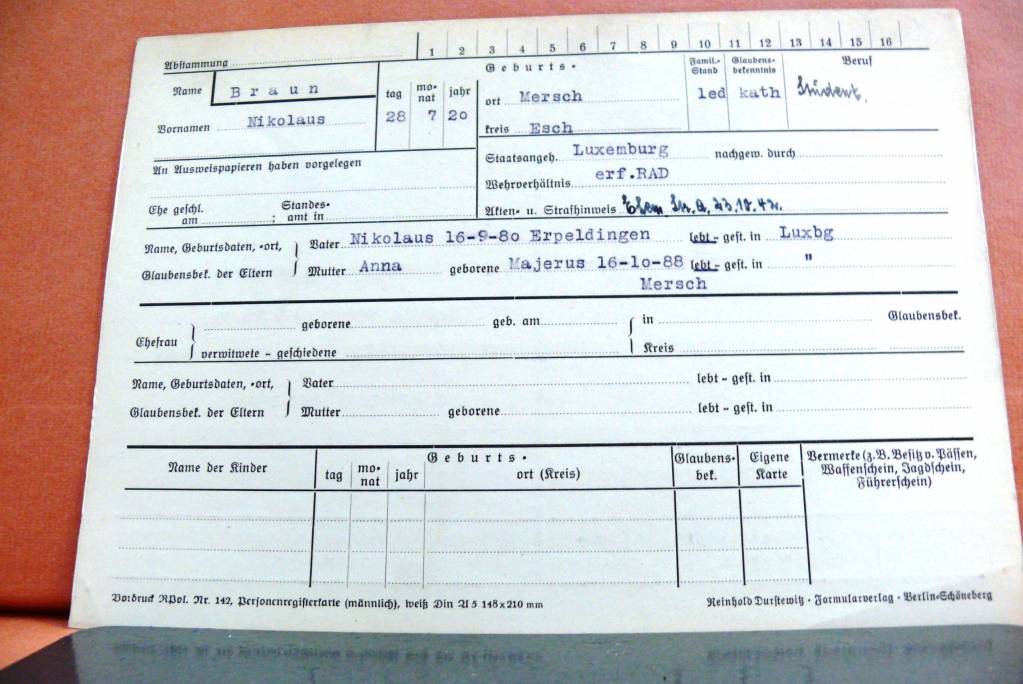 1 2 3 4 5 6 7 8 9 10 11 12 13 14 15 16
Abstammung
Geburts-
Famil.-Stand Glaubens-bekenntnis Beruf
Name Braun tag mo-nat jahr ort Mersch led kath Student.
Vornamen Nikolaus 28 7 20 kreis Esch
An Ausweispapieren haben vorgelegen
Staatsangeh. Luxemburg nachgew. durch
Wehrverhältnis erf.RAD
Ehe geschl. am ; Standes-amt in
Akten- u. Strafhinweis
Name, Geburtsdaten, -ort, Vater Nikolaus 16-9-80 Erpeldingen lebt - gest. in Luxbg
Glaubensbek. der Eltern Mutter Anna geborene Majerus 16-10-88 lebt - gest. in "
Mersch
Ehefrau geborene geb. am in Glaubensbek.
verwitwete - geschiedene Kreis
Name, Geburtsdaten, -ort, Vater lebt - gest. in
Glaubensbek. der Eltern Mutter geborene lebt - gest. in
Name der Kinder Geburts- Glaubens-bek. Eigene Karte Vermerke (z.B. Besitz v. Pässen,
tag mo-nat jahr ort (Kreis) Waffenschein, Jagdschein,
Führerschein)
Vordruck RPol. Nr. 142, Personenregisterkarte (männlich), weiß Din A 5 148x210 mm
Reinhold Durstewitz · Formularverlag · Berlin-Schöneberg